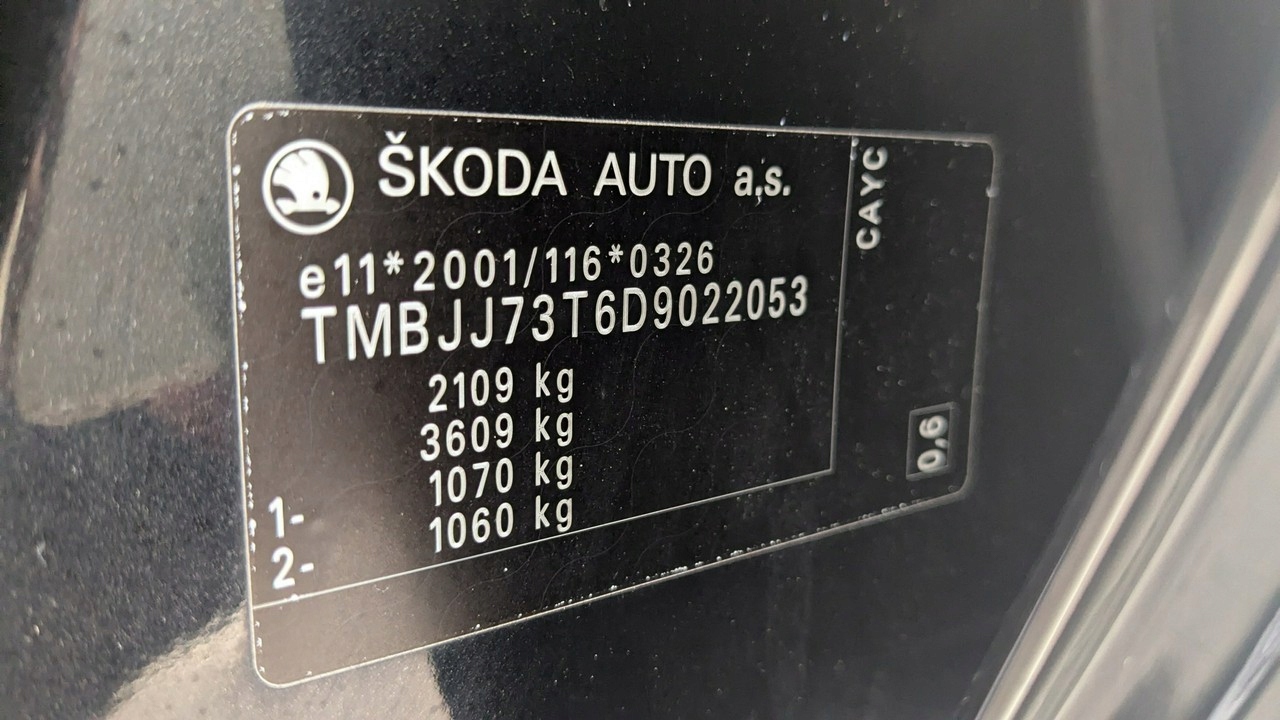 ŠKODA AUTO a,s.
e11*2001/116*0326
TMBJJ73T6D9022053
2109 kg
3609 kg
1- 1070 kg
2- 1060 kg
CAYC
0,6